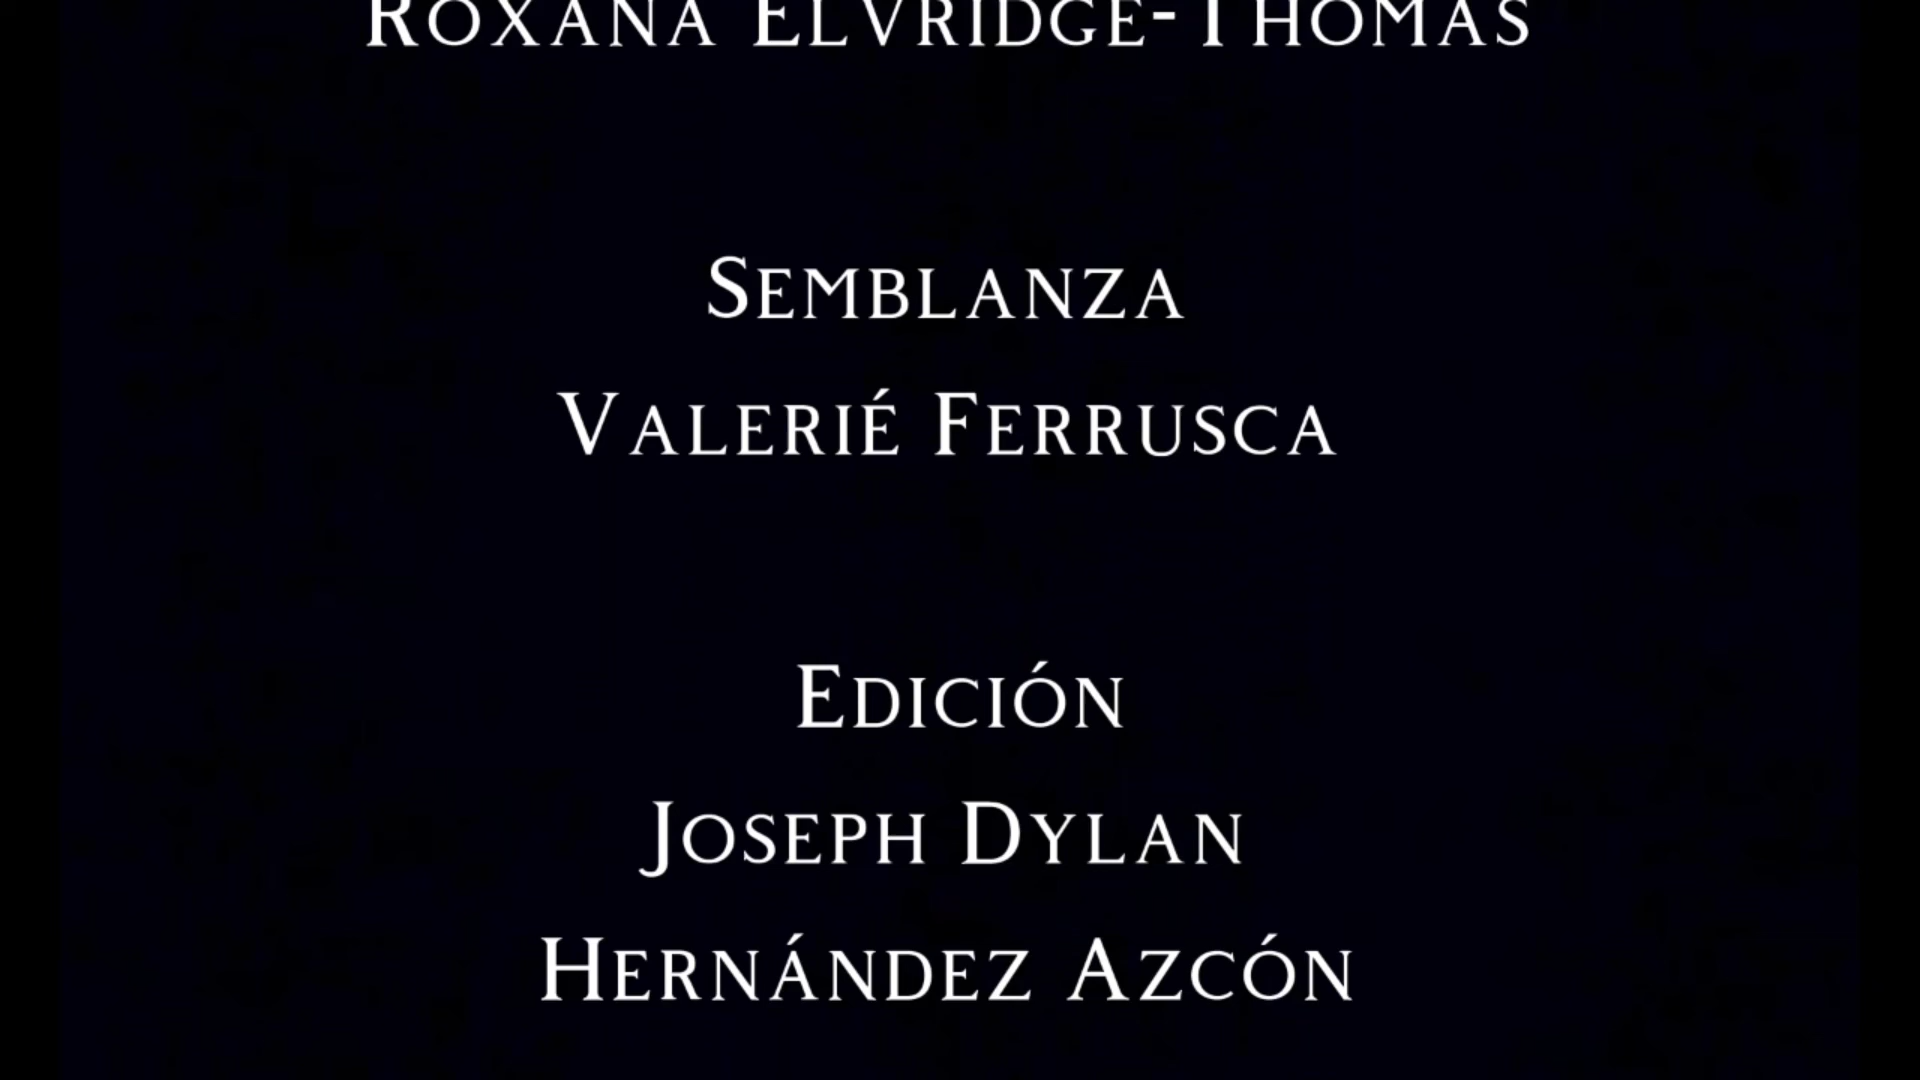 Roxana Elvridge-Thomas
Semblanza
Valerié Ferrusca
Edición
Joseph Dylan
Hernández Azcón